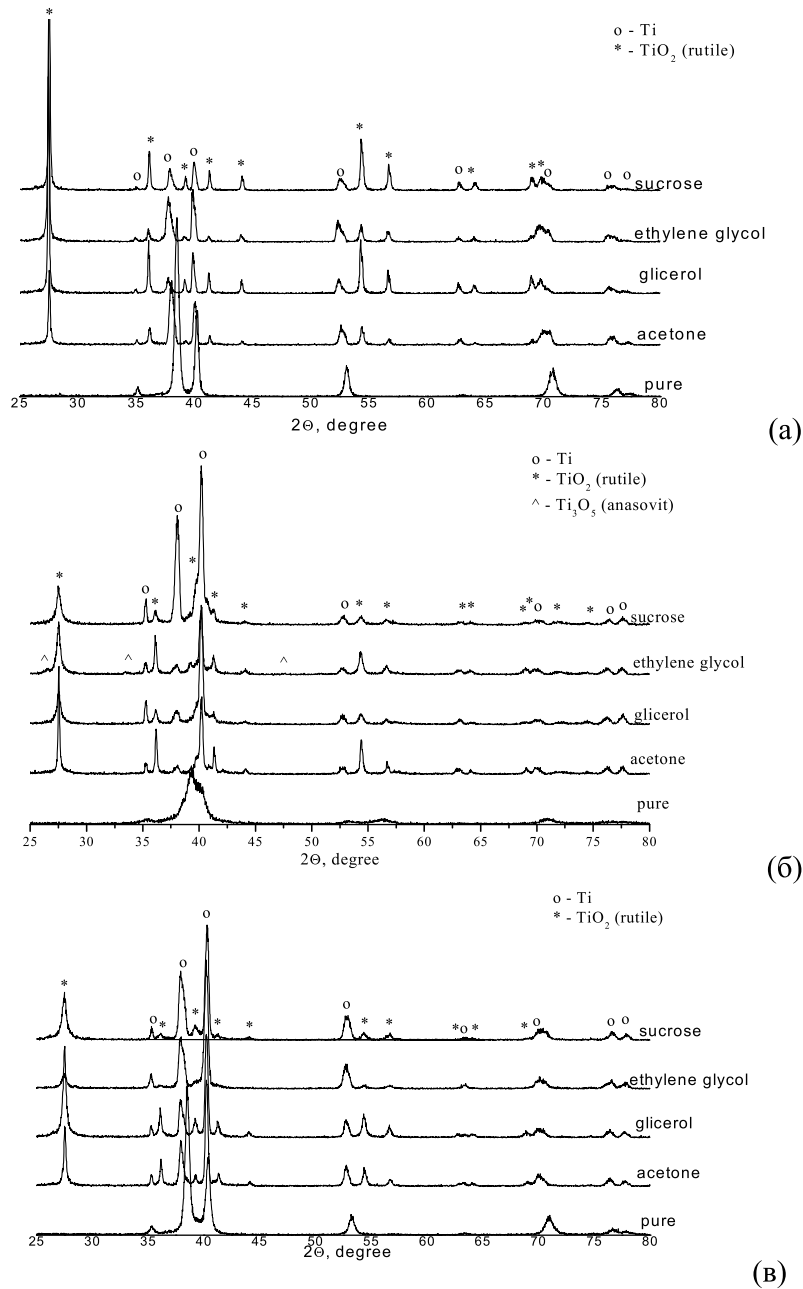 o - Ti
* - TiO2 (rutile)
*
* o * o * * o * * o * * * o o o
sucrose
ethylene glycol
glicerol
acetone
pure
25 30 35 40 45 50 55 60 65 70 75 80
2Θ, degree
(а)
o - Ti
* - TiO2 (rutile)
^ - Ti3O5 (anasovit)
* o * o * o * * o * * * * * * o * * o o
sucrose
^ ^ ^
ethylene glycol
glicerol
acetone
pure
25 30 35 40 45 50 55 60 65 70 75 80
2Θ, degree
(б)
o - Ti
* - TiO2 (rutile)
* o * o * o * * o * * * o * * o o o
sucrose
ethylene glycol
glicerol
acetone
pure
25 30 35 40 45 50 55 60 65 70 75 80
2Θ, degree
(в)